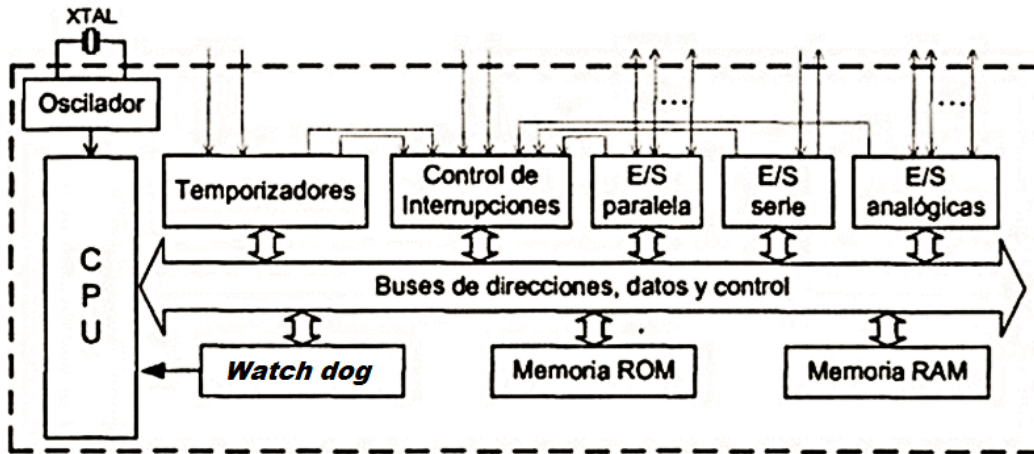 XTAL
Oscilador
Temporizadores
Control de
Interrupciones
E/S
paralela
E/S
serie
E/S
analógicas
C
P
U
Buses de direcciones, datos y control
Watch dog
Memoria ROM
Memoria RAM